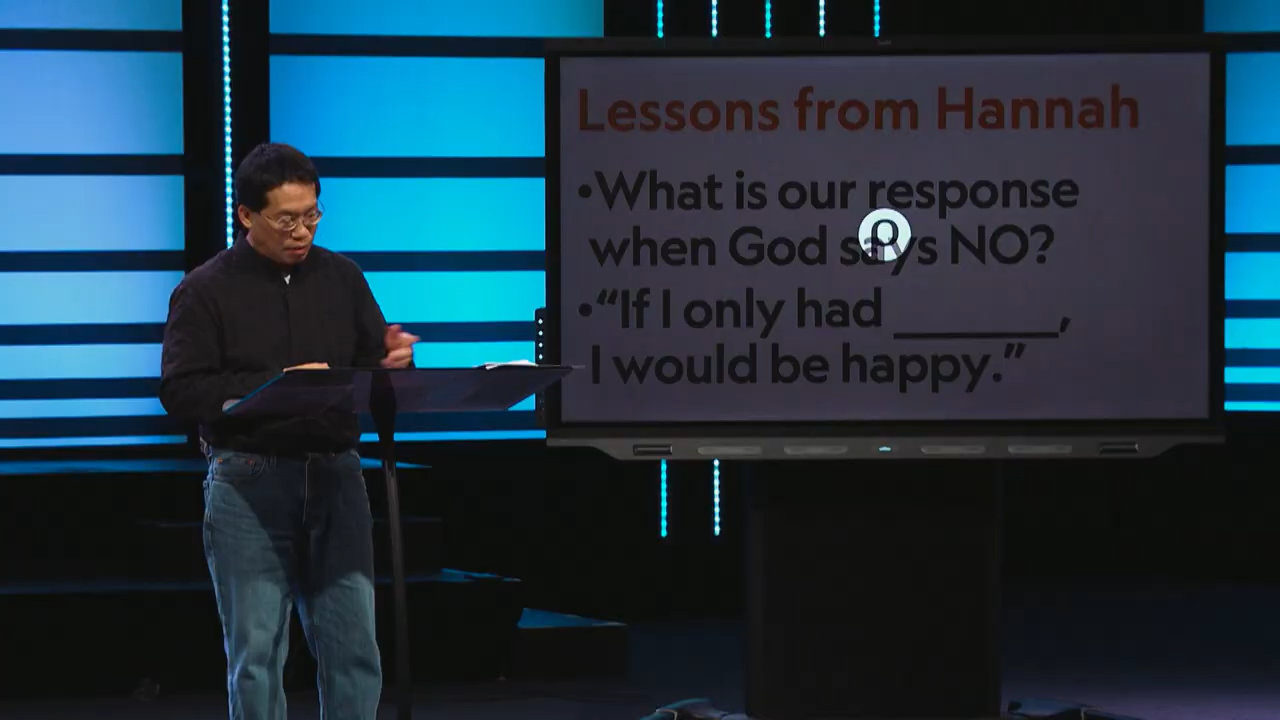 Lessons from Hannah
•What is our response
when God says NO?
•“If I only had ________,
I would be happy.”